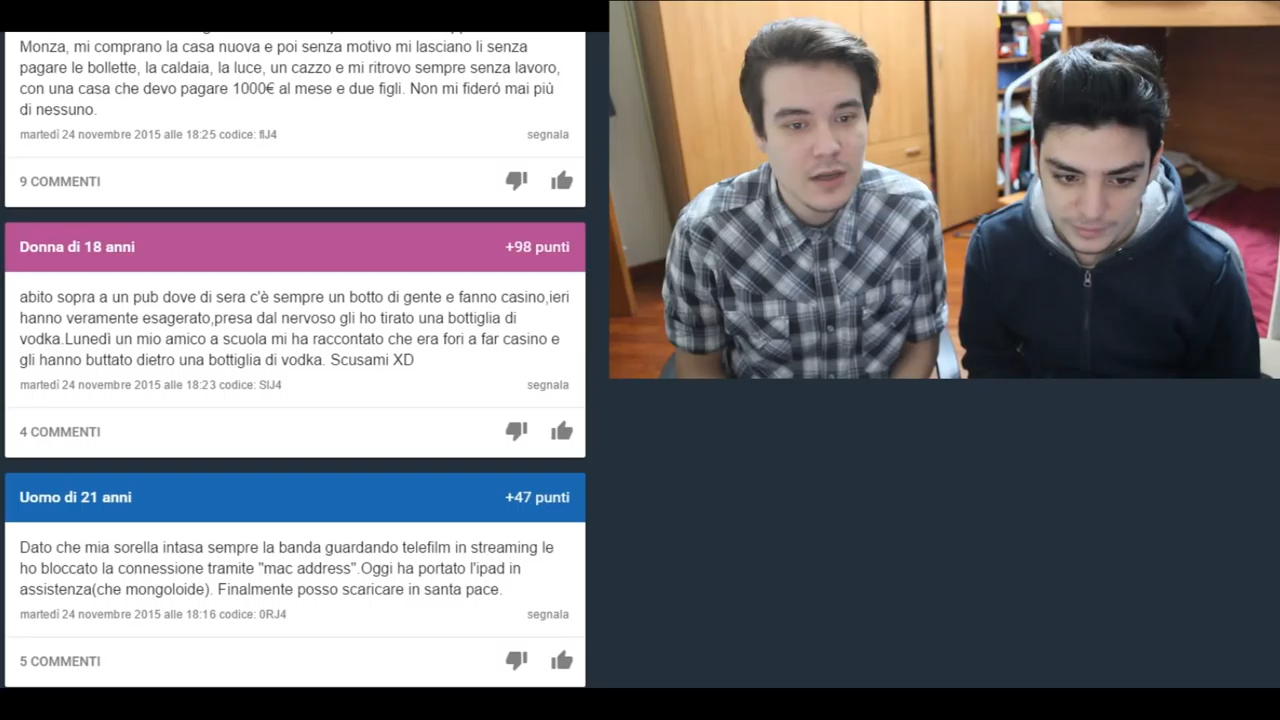 Monza, mi comprano la casa nuova e poi senza motivo mi lasciano li senza
pagare le bollette, la caldaia, la luce, un cazzo e mi ritrovo sempre senza lavoro,
con una casa che devo pagare 1000€ al mese e due figli. Non mi fideró mai più
di nessuno.
martedì 24 novembre 2015 alle 18:25 codice: flJ4 segnala
9 COMMENTI
Donna di 18 anni +98 punti
abito sopra a un pub dove di sera c'è sempre un botto di gente e fanno casino,ieri
hanno veramente esagerato,presa dal nervoso gli ho tirato una bottiglia di
vodka.Lunedì un mio amico a scuola mi ha raccontato che era fori a far casino e
gli hanno buttato dietro una bottiglia di vodka. Scusami XD
martedì 24 novembre 2015 alle 18:23 codice: SlJ4 segnala
4 COMMENTI
Uomo di 21 anni +47 punti
Dato che mia sorella intasa sempre la banda guardando telefilm in streaming le
ho bloccato la connessione tramite "mac address".Oggi ha portato l'ipad in
assistenza(che mongoloide). Finalmente posso scaricare in santa pace.
martedì 24 novembre 2015 alle 18:16 codice: 0RJ4 segnala
5 COMMENTI